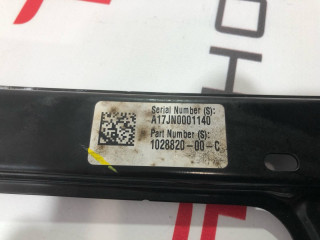 Serial Number (S):
A17JN0001140
Part Number (S):
1028820-00-C